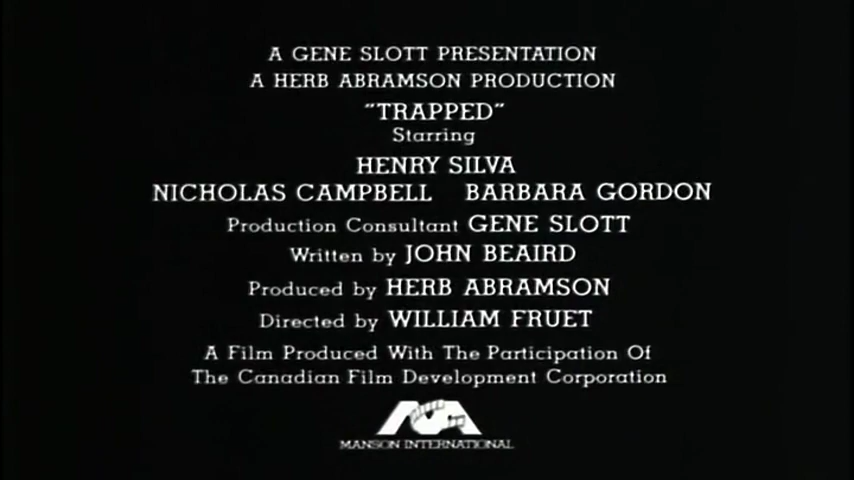 A GENE SLOTT PRESENTATION
A HERB ABRAMSON PRODUCTION
"TRAPPED"
Starring
HENRY SILVA
NICHOLAS CAMPBELL BARBARA GORDON
Production Consultant GENE SLOTT
Written by JOHN BEAIRD
Produced by HERB ABRAMSON
Directed by WILLIAM FRUET
A Film Produced With The Participation Of
The Canadian Film Development Corporation
MANSON INTERNATIONAL